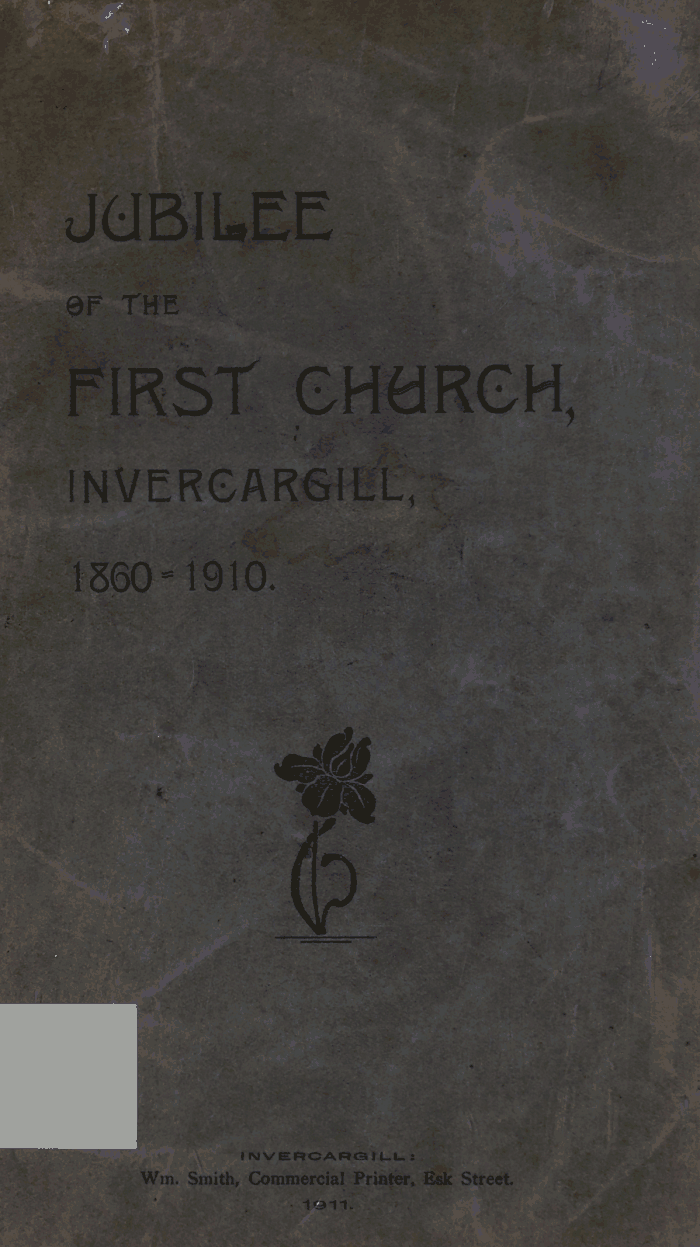 JUBILEE
OF THE
FIRST CHURCH,
INVERCARGILL,
1860=1910.
INVERCARGILL:
Wm. Smith, Commercial Printer, Esk Street.
1911.